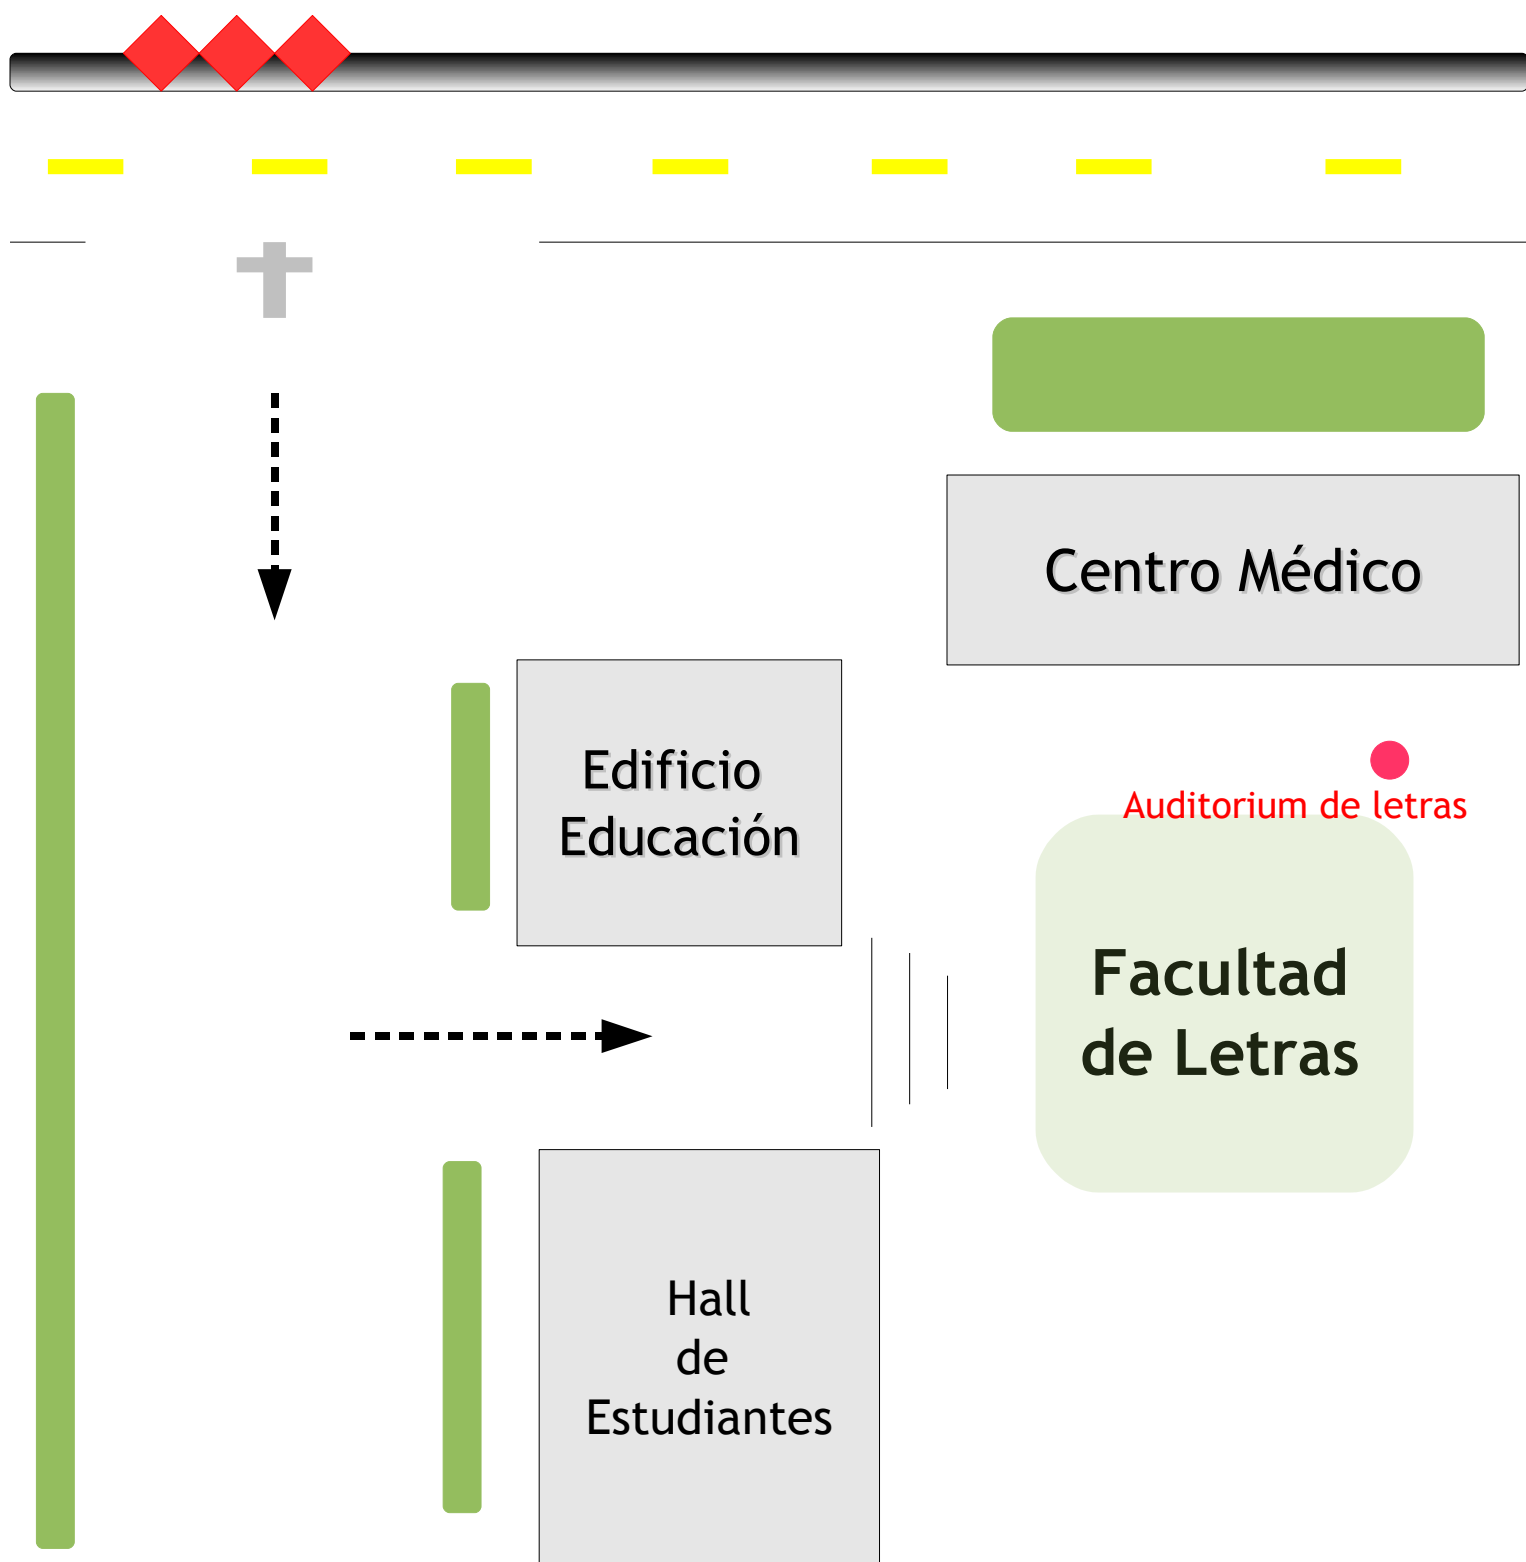 Centro Médico
Edificio
Educación
Auditorium de letras
Facultad
de Letras
Hall
de
Estudiantes